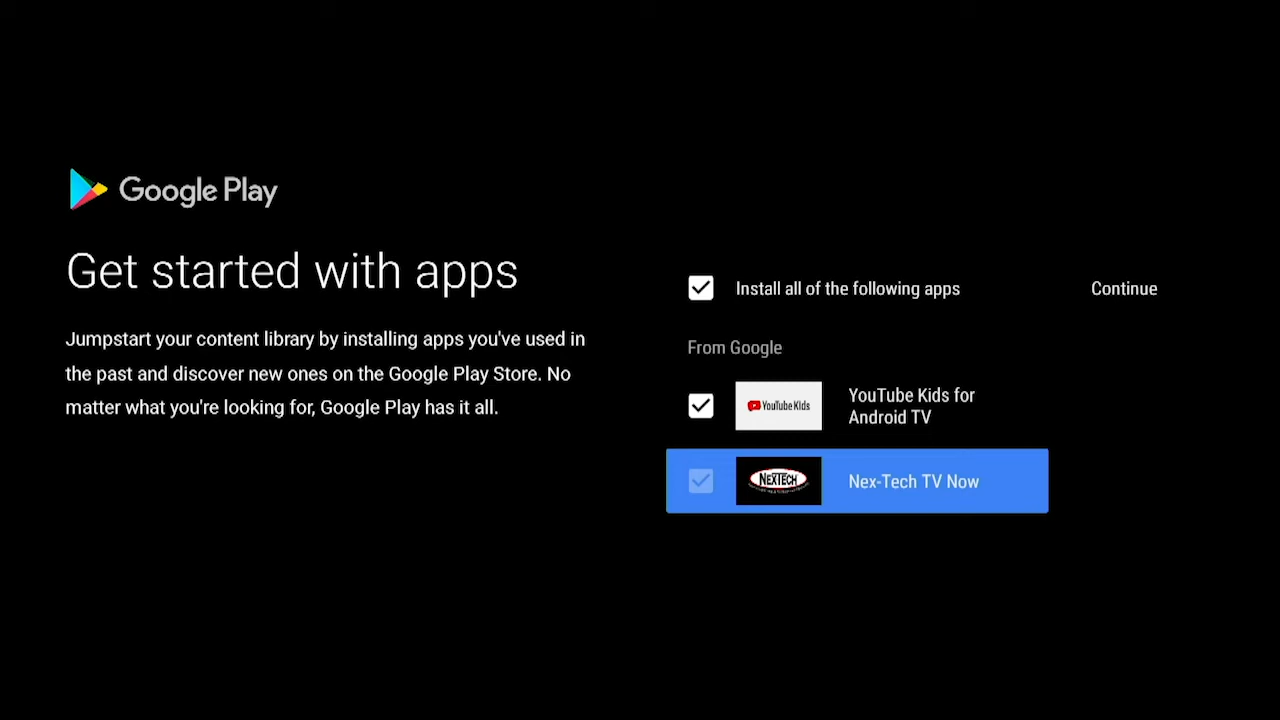 Google Play
Get started with apps
Jumpstart your content library by installing apps you've used in
the past and discover new ones on the Google Play Store. No
matter what you're looking for, Google Play has it all.
Install all of the following apps
Continue
From Google
YouTube Kids
YouTube Kids for
Android TV
NEXTECH
Nex-Tech TV Now